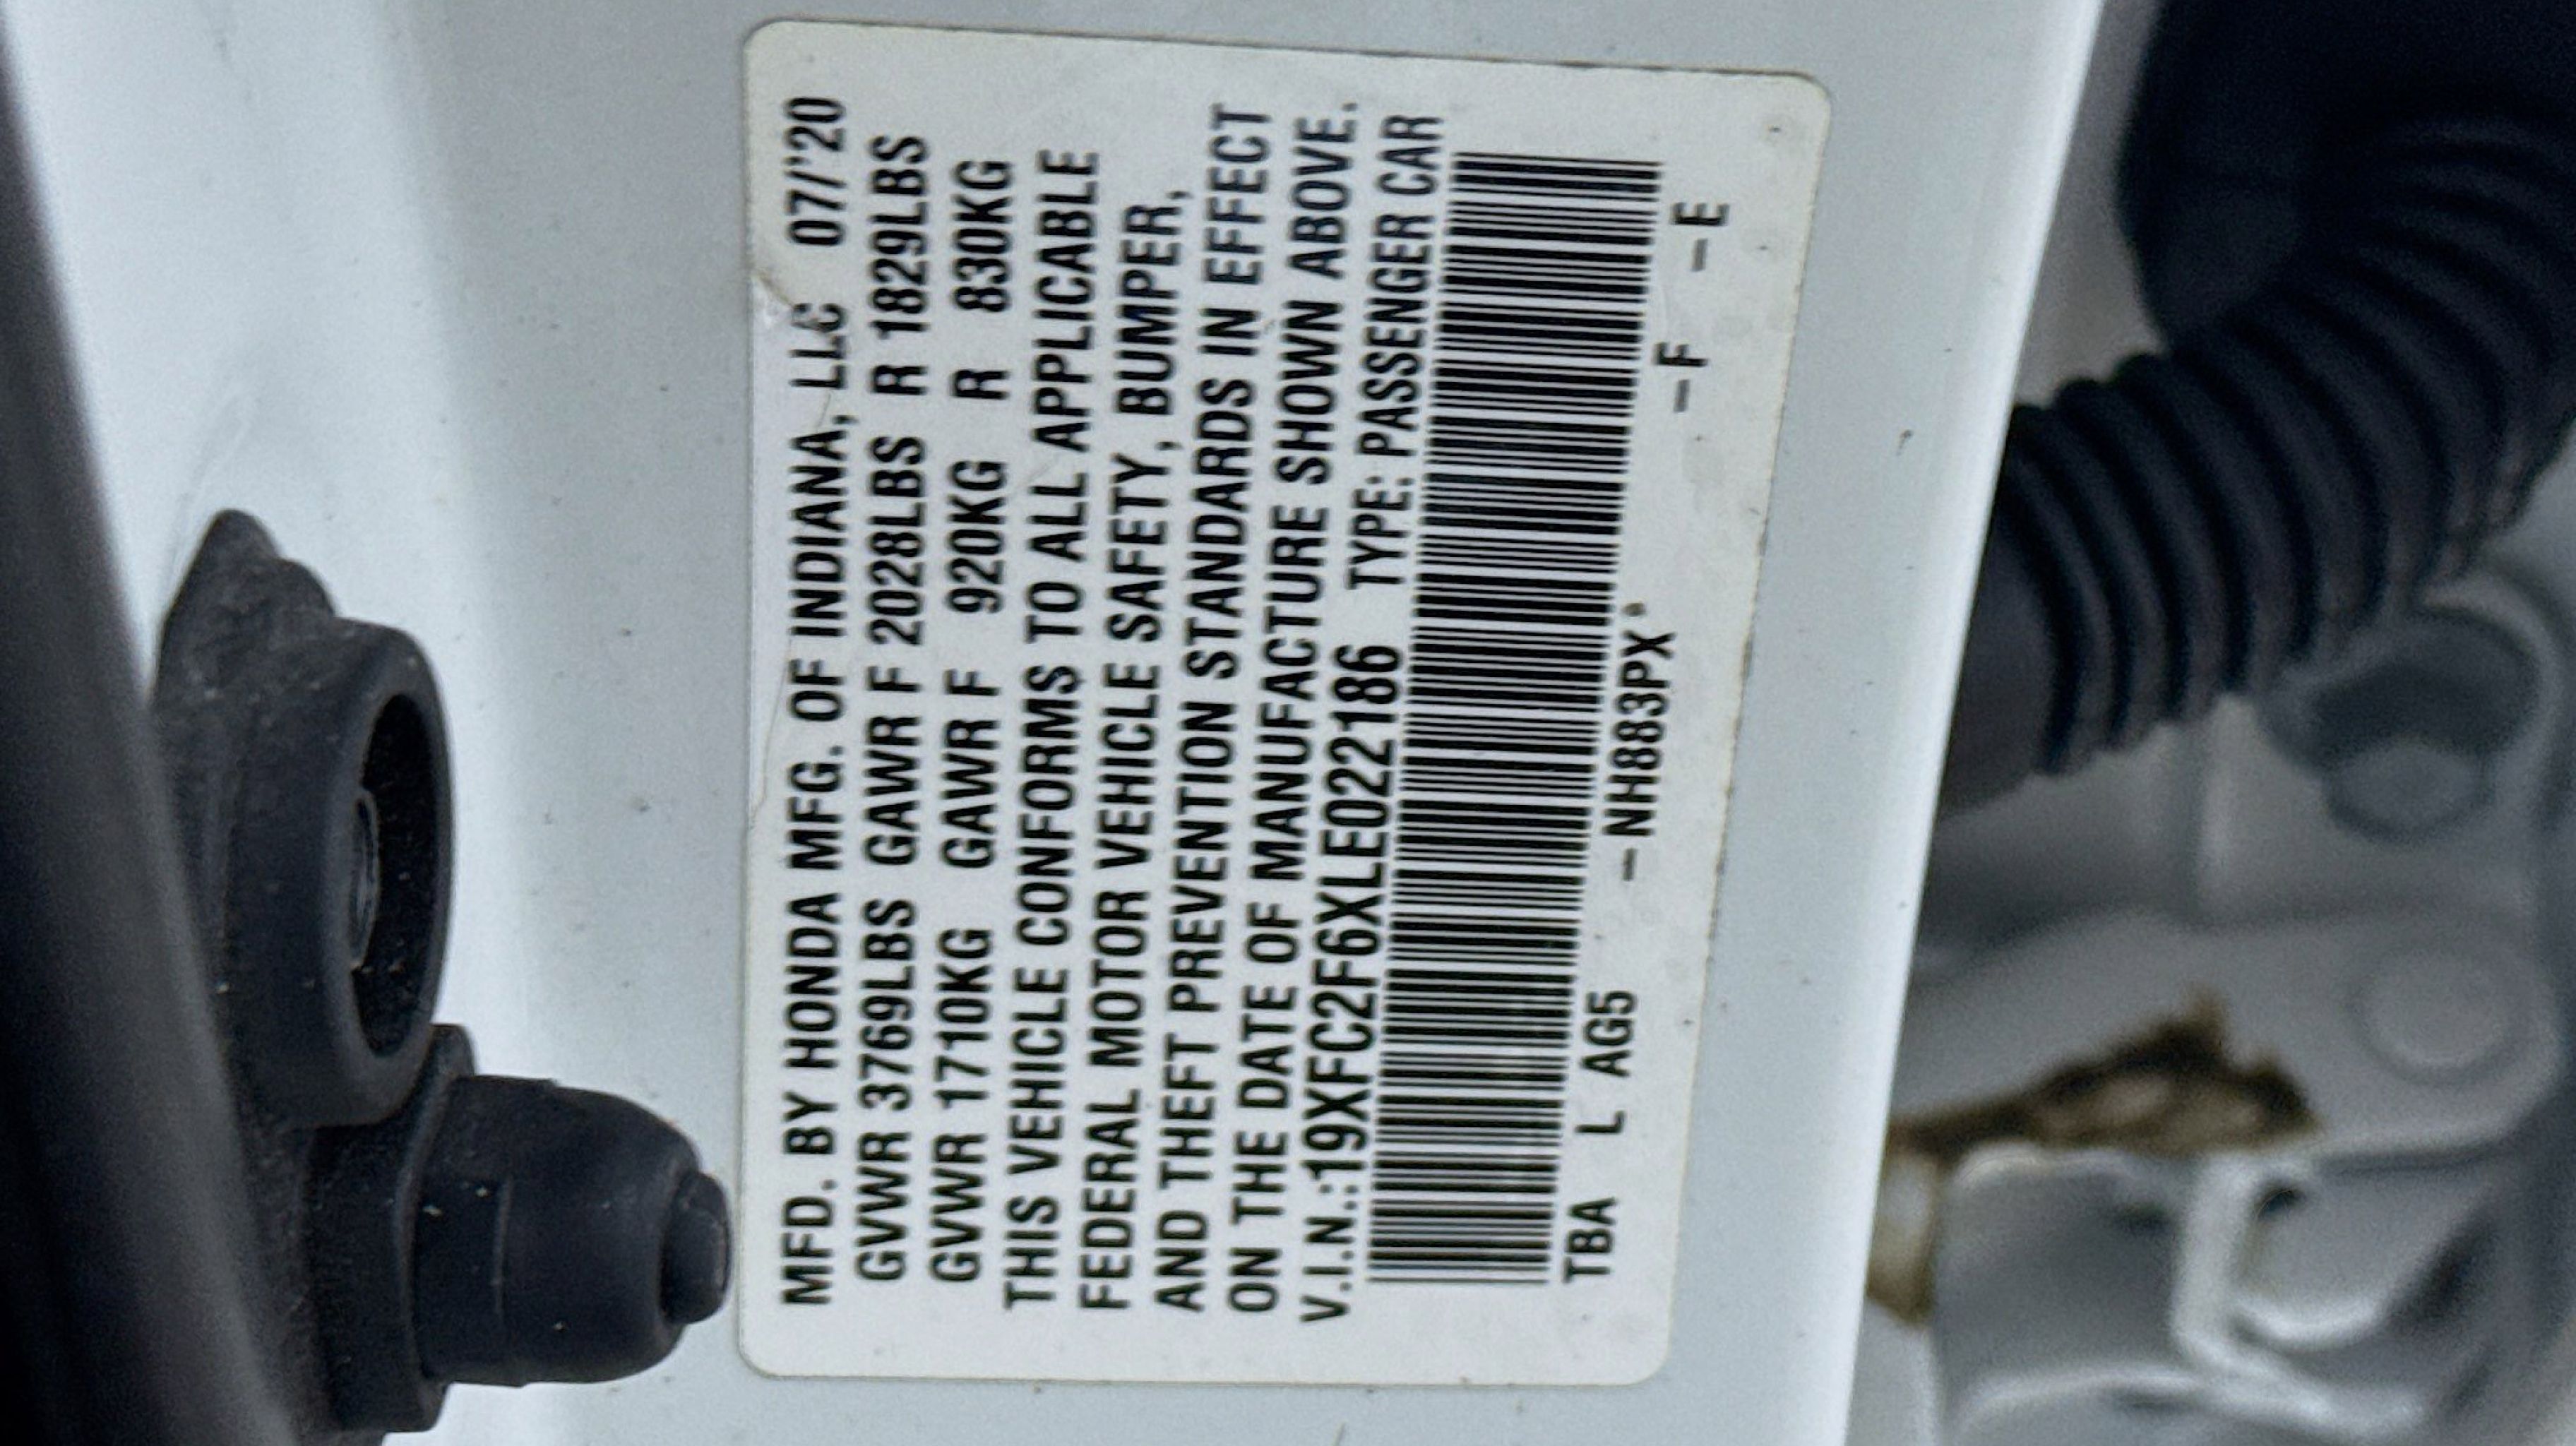 MFD. BY HONDA MFG. OF INDIANA, LLC 07/'20
GVWR 3769LBS GAWR F 2028LBS R 1829LBS
GVWR 1710KG GAWR F 920KG R 830KG
THIS VEHICLE CONFORMS TO ALL APPLICABLE
FEDERAL MOTOR VEHICLE SAFETY, BUMPER,
AND THEFT PREVENTION STANDARDS IN EFFECT
ON THE DATE OF MANUFACTURE SHOWN ABOVE.
V.I.N.:19XFC2F6XLE022186 TYPE: PASSENGER CAR
TBA L AG5 -NH883PX* -F -E